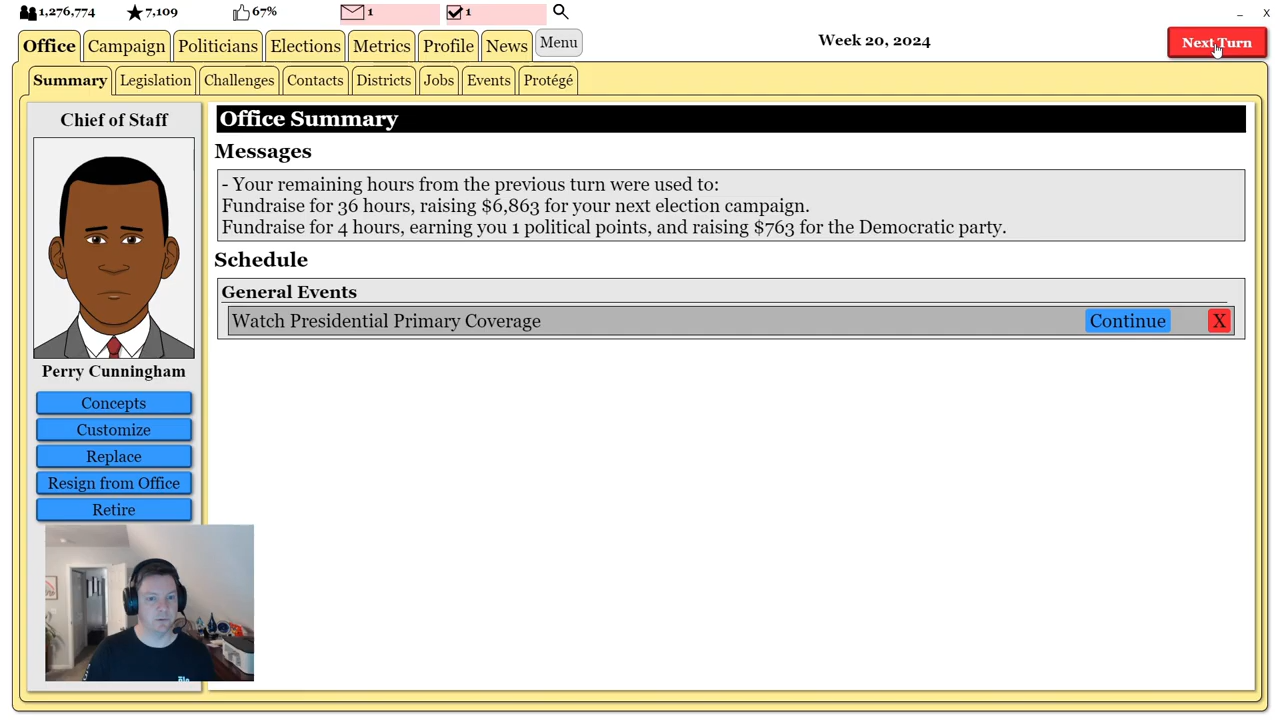 1,276,774
7,109
67%
1
1
_ X
Office
Campaign
Politicians
Elections
Metrics
Profile
News
Menu
Week 20, 2024
Next Turn
Summary
Legislation
Challenges
Contacts
Districts
Jobs
Events
Protégé
Chief of Staff
Perry Cunningham
Concepts
Customize
Replace
Resign from Office
Retire
Office Summary
Messages
- Your remaining hours from the previous turn were used to:
Fundraise for 36 hours, raising $6,863 for your next election campaign.
Fundraise for 4 hours, earning you 1 political points, and raising $763 for the Democratic party.
Schedule
General Events
Watch Presidential Primary Coverage
Continue
X